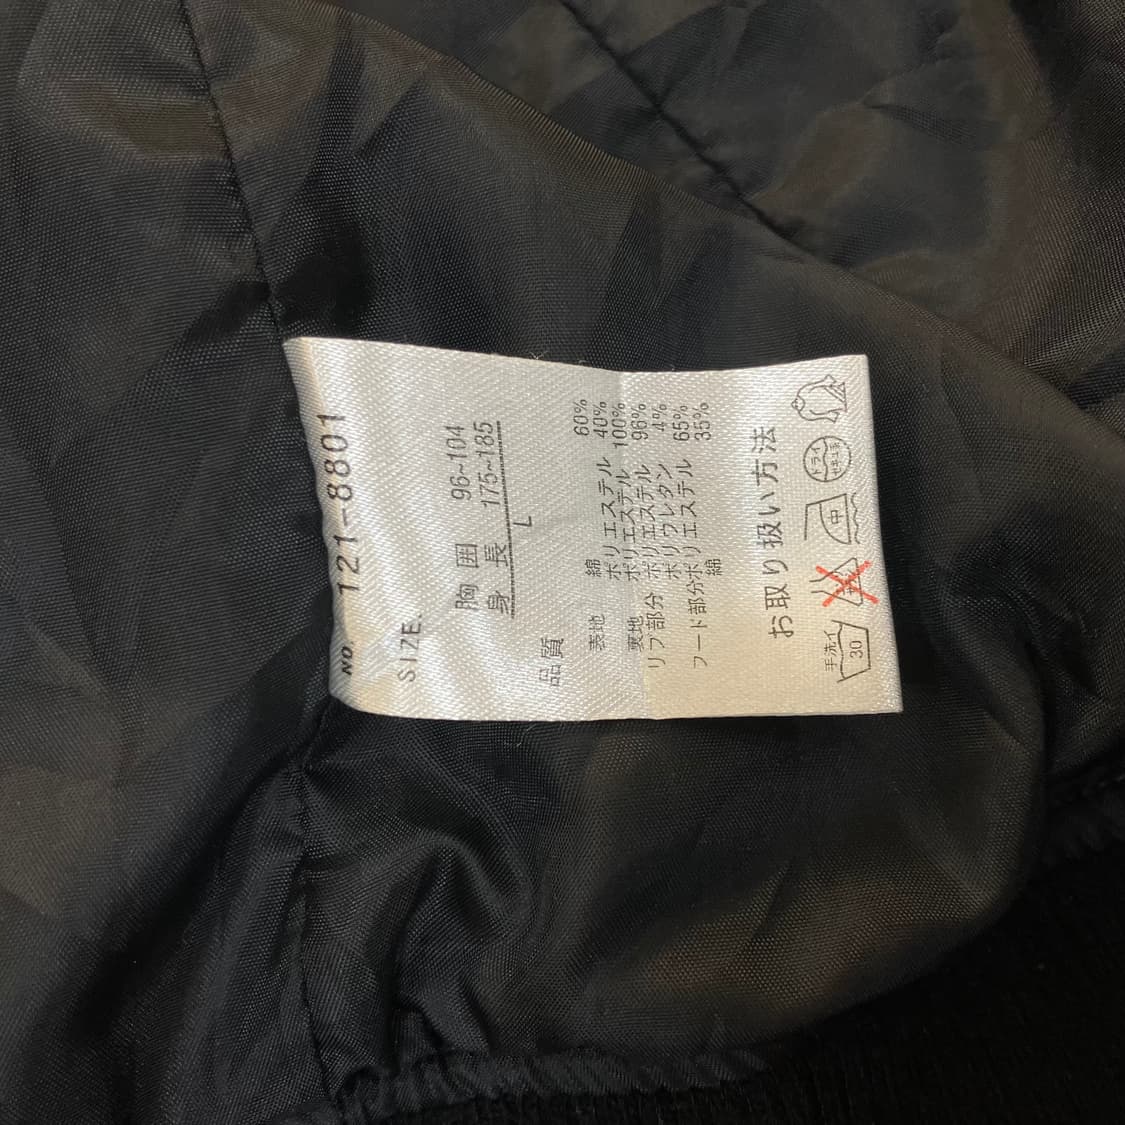 NO. 121-8801
SIZE.
胸囲 96~104
身長 175~185
L
品質
表地 綿 60%
ポリエステル 40%
裏地 ポリエステル 100%
リブ部分 ポリエステル 96%
ポリウレタン 4%
フード部分 ポリエステル 65%
綿 35%
お取り扱い方法
手洗イ 30 中 ドライ セキユ系